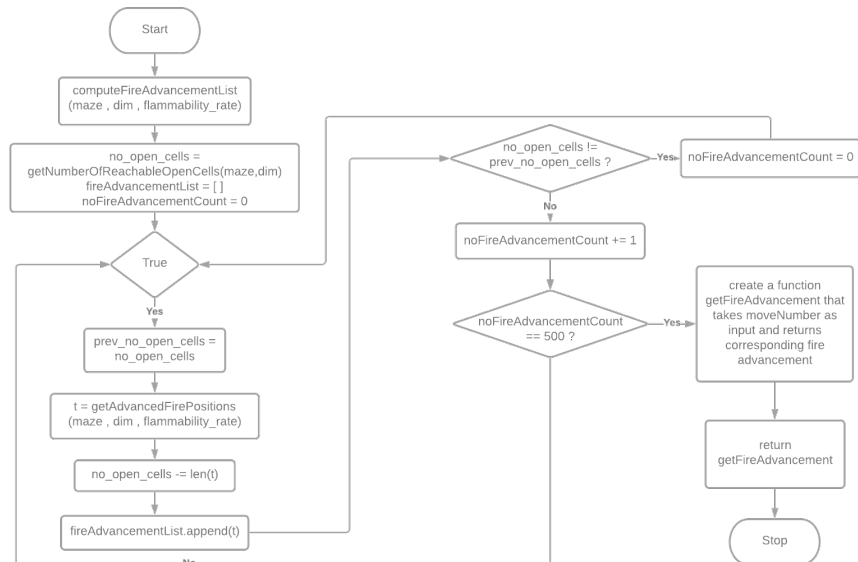 Start
computeFireAdvancementList
(maze , dim , flammability_rate)
no_open_cells =
getNumberOfReachableOpenCells(maze,dim)
fireAdvancementList = [ ]
noFireAdvancementCount = 0
True
Yes
prev_no_open_cells =
no_open_cells
t = getAdvancedFirePositions
(maze , dim , flammability_rate)
no_open_cells -= len(t)
fireAdvancementList.append(t)
No
no_open_cells !=
prev_no_open_cells ?
Yes
noFireAdvancementCount = 0
No
noFireAdvancementCount += 1
noFireAdvancementCount
== 500 ?
Yes
create a function
getFireAdvancement that
takes moveNumber as
input and returns
corresponding fire
advancement
return
getFireAdvancement
Stop